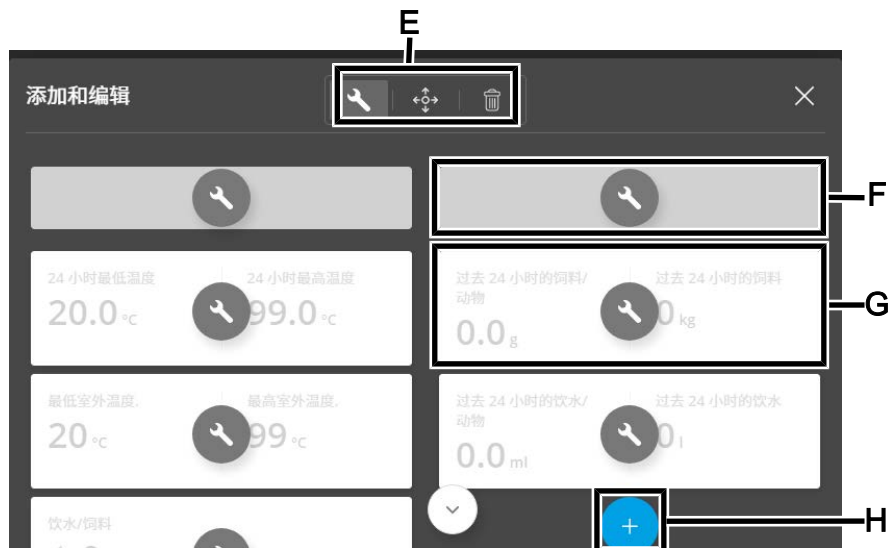 E
添加和编辑
F
24 小时最低温度
24 小时最高温度
20.0 °C
99.0 °C
过去 24 小时的饲料/
动物
过去 24 小时的饲料
0.0 g
0 kg
G
最低室外温度.
最高室外温度.
20 °C
99 °C
过去 24 小时的饮水/
动物
过去 24 小时的饮水
0.0 ml
0 l
饮水/饲料
H